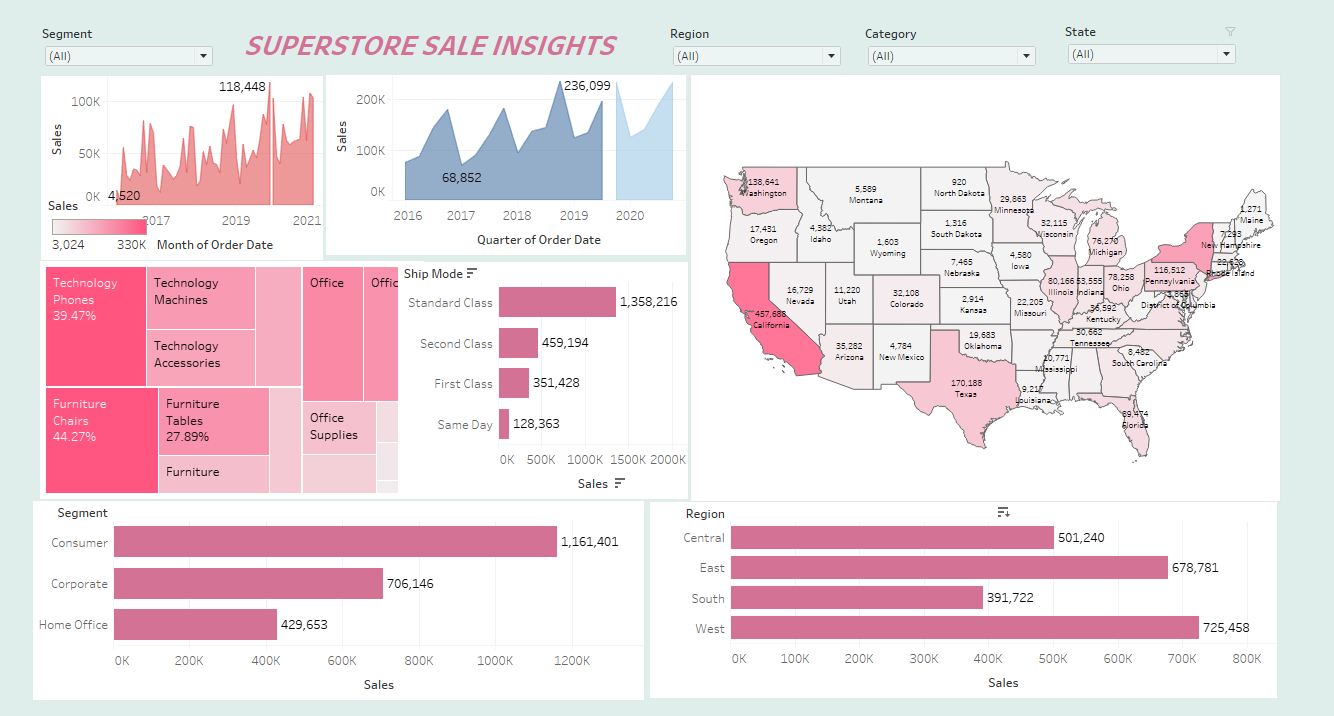 Segment
(All)
SUPERSTORE SALE INSIGHTS
Region
(All)
Category
(All)
State
(All)
118,448
100K
50K
0K
Sales
4,520
2017
2019
2021
Month of Order Date
Sales
3,024
330K
236,099
200K
100K
0K
Sales
68,852
2016
2017
2018
2019
2020
Quarter of Order Date
Technology
Phones
39.47%
Technology
Machines
Technology
Accessories
Office
Offic
Furniture
Chairs
44.27%
Furniture
Tables
27.89%
Furniture
Office
Supplies
Ship Mode
Standard Class
1,358,216
Second Class
459,194
First Class
351,428
Same Day
128,363
0K
500K
1000K
1500K
2000K
Sales
138,641
Washington
17,431
Oregon
457,688
California
16,729
Nevada
4,382
Idaho
5,589
Montana
1,603
Wyoming
11,220
Utah
35,282
Arizona
32,108
Colorado
4,784
New Mexico
920
North Dakota
1,316
South Dakota
7,465
Nebraska
2,914
Kansas
19,683
Oklahoma
170,188
Texas
29,863
Minnesota
4,580
Iowa
22,205
Missouri
9,217
Louisiana
32,115
Wisconsin
80,166
Illinois
53,555
Indiana
76,270
Michigan
78,258
Ohio
36,592
Kentucky
30,662
Tennessee
10,771
Mississippi
8,482
South Carolina
89,474
Florida
116,512
Pennsylvania
District of Columbia
22,628
Rhode Island
7,293
New Hampshire
1,271
Maine
Segment
Consumer
1,161,401
Corporate
706,146
Home Office
429,653
0K
200K
400K
600K
800K
1000K
1200K
Sales
Region
Central
501,240
East
678,781
South
391,722
West
725,458
0K
100K
200K
300K
400K
500K
600K
700K
800K
Sales